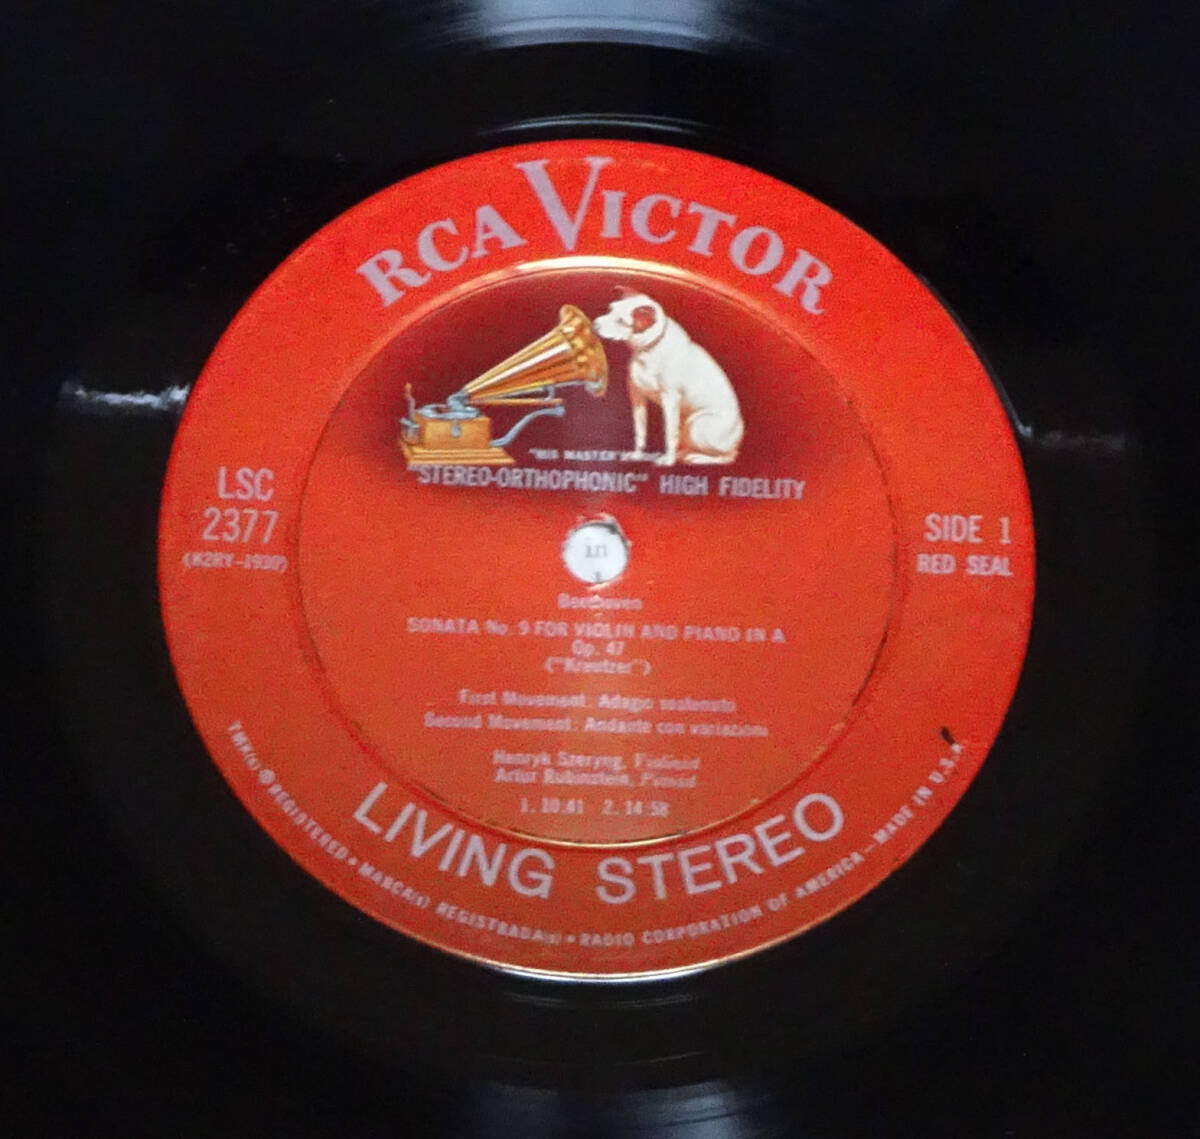 RCA VICTOR
"HIS MASTER'S
"STEREO-ORTHOPHONIC" HIGH FIDELITY
LSC
2377
SIDE 1
RED SEAL
in
Beethoven
SONATA No. 9 FOR VIOLIN AND PIANO IN A
Op. 47
("Kreutzer")
First Movement: Adagio sostenuto
Second Movement: Andante con variazioni
Henryk Szeryng, Violinist
Artur Rubinstein, Pianist
1. 10:41 2. 14:58
LIVING STEREO
TMK(s) ® REGISTERED • MARCA(s) REGISTRADA(s) • RADIO CORPORATION OF AMERICA—MADE IN U.S.A.